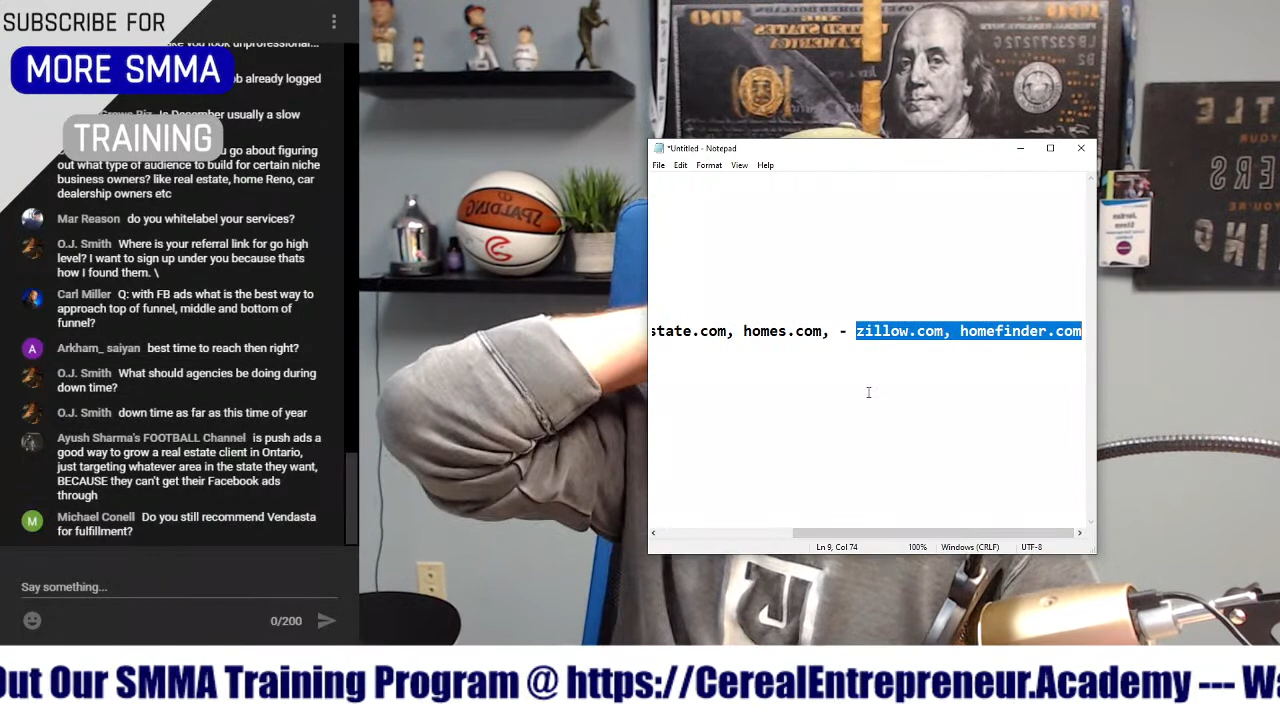 SUBSCRIBE FOR
MORE SMMA
TRAINING
ob already logged
Is December usually a slow
u go about figuring
out what type of audience to build for certain niche
business owners? like real estate, home Reno, car
dealership owners etc
Mar Reason do you whitelabel your services?
O.J. Smith Where is your referral link for go high
level? I want to sign up under you because thats
how I found them. \
Carl Miller Q: with FB ads what is the best way to
approach top of funnel, middle and bottom of
funnel?
Arkham_ saiyan best time to reach then right?
O.J. Smith What should agencies be doing during
down time?
O.J. Smith down time as far as this time of year
Ayush Sharma's FOOTBALL Channel is push ads a
good way to grow a real estate client in Ontario,
just targeting whatever area in the state they want,
BECAUSE they can't get their Facebook ads
through
M
Michael Conell Do you still recommend Vendasta
for fulfillment?
Say something...
0/200
*Untitled - Notepad
File Edit Format View Help
state.com, homes.com, - zillow.com, homefinder.com
Ln 9, Col 74 100% Windows (CRLF) UTF-8
100
SPALDING
Jordan
Steen
Out Our SMMA Training Program @ https://CerealEntrepreneur.Academy --- Wa